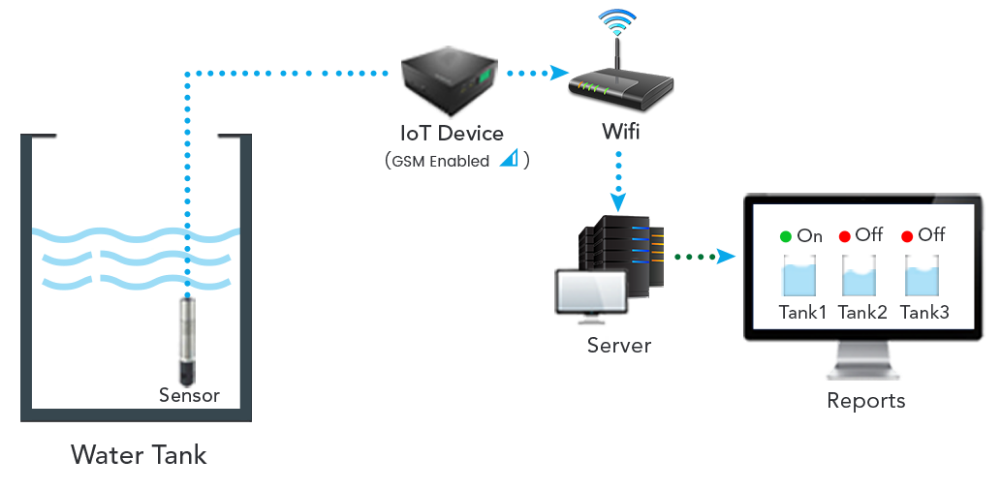 IoT Device
(GSM Enabled )
Wifi
On Off Off
Tank1 Tank2 Tank3
Server
Sensor
Reports
Water Tank